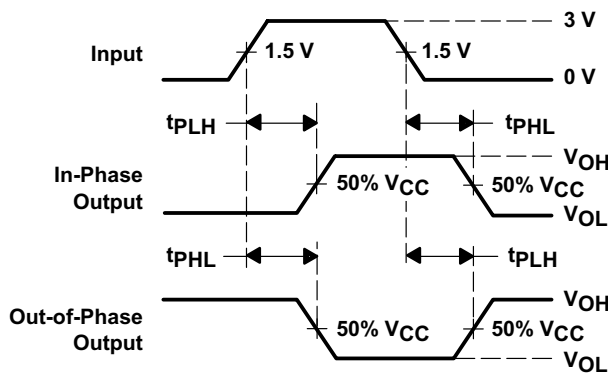 3 V
Input
1.5 V
1.5 V
0 V
tPLH
tPHL
In-Phase
Output
VOH
50% VCC
50% VCC
VOL
tPHL
tPLH
Out-of-Phase
Output
VOH
50% VCC
50% VCC
VOL